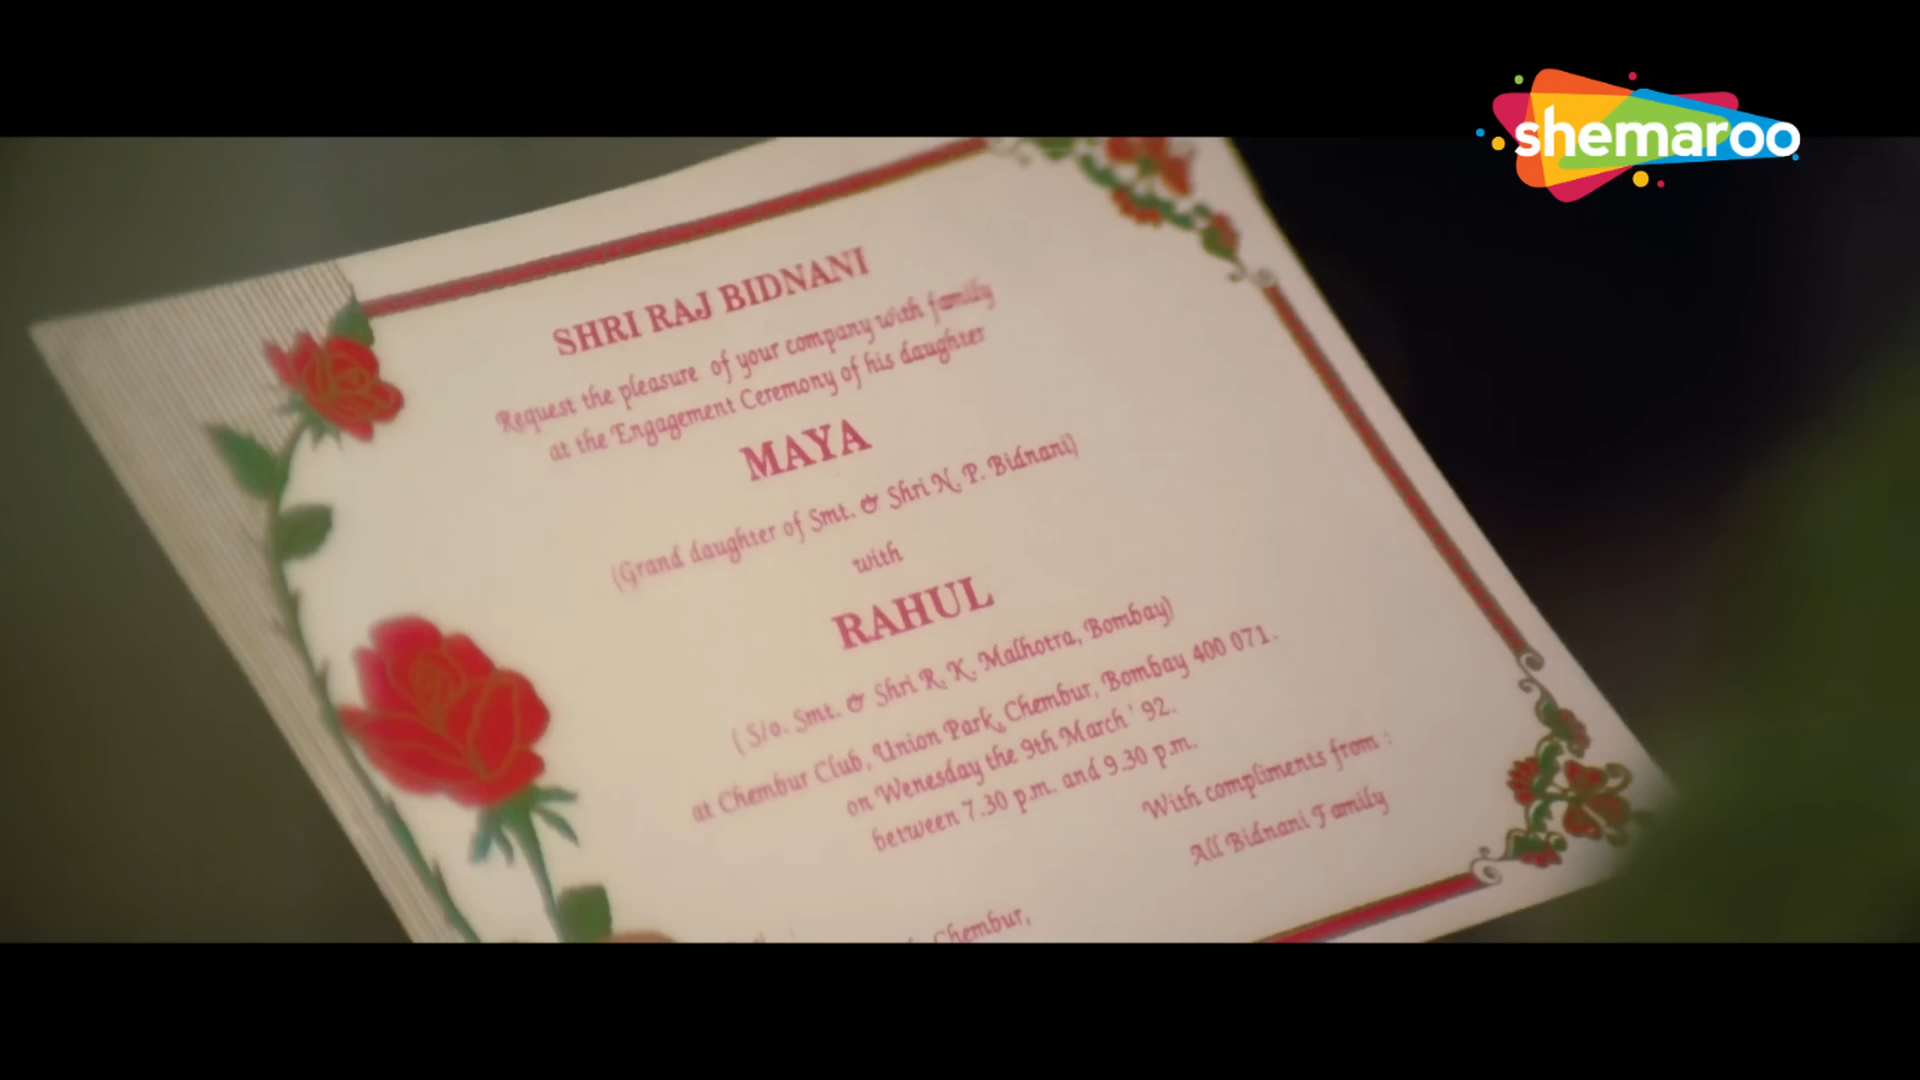 shemaroo
SHRI RAJ BIDNANI
Request the pleasure of your company with family
at the Engagement Ceremony of his daughter
MAYA
(Grand daughter of Smt. & Shri N. P. Bidnani)
with
RAHUL
( S/o. Smt. & Shri R. K. Malhotra, Bombay)
at Chembur Club, Union Park, Chembur, Bombay 400 071.
on Wenesday the 9th March ' 92.
between 7.30 p.m. and 9.30 p.m.
With compliments from :
All Bidnani Family
Chembur,